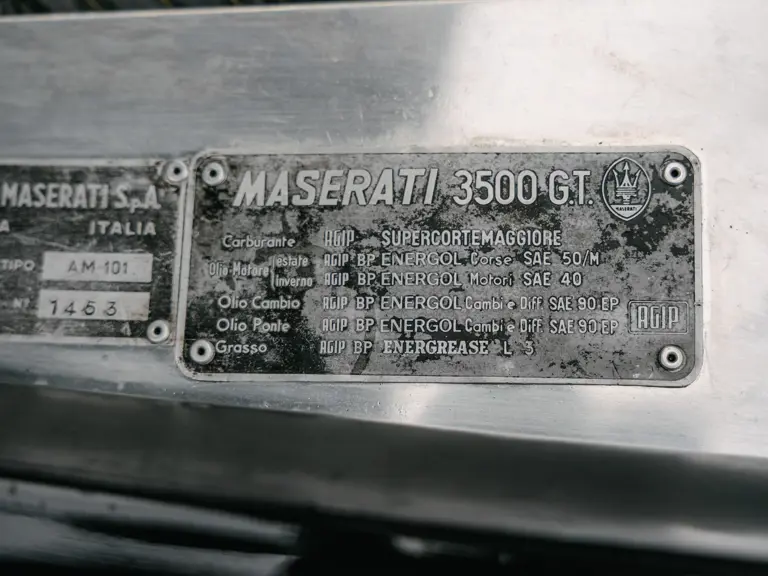 MASERATI S.p.A.
A ITALIA
TIPO AM·101
N° 1453
MASERATI 3500 G.T.
MASERATI
Carburante AGIP SUPERCORTEMAGGIORE
Olio Motore estate AGIP BP ENERGOL Corse SAE 50/M
inverno AGIP BP ENERGOL Motori SAE 40
Olio Cambio AGIP BP ENERGOL Cambi e Diff. SAE 90 EP
Olio Ponte AGIP BP ENERGOL Cambi e Diff. SAE 90 EP
AGIP
Grasso AGIP BP ENERGREASE L 3